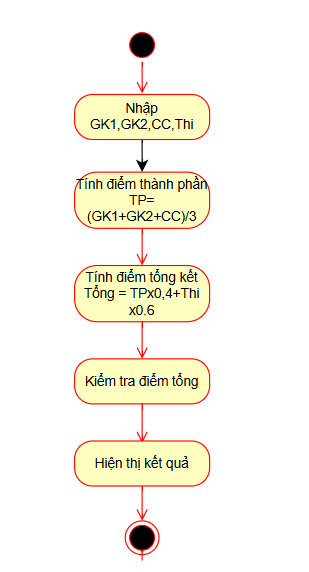 Nhập
GK1,GK2,CC,Thi
Tính điểm thành phần
TP=
(GK1+GK2+CC)/3
Tính điểm tổng kết
Tổng = TPx0,4+Thi
x0.6
Kiểm tra điểm tổng
Hiện thị kết quả